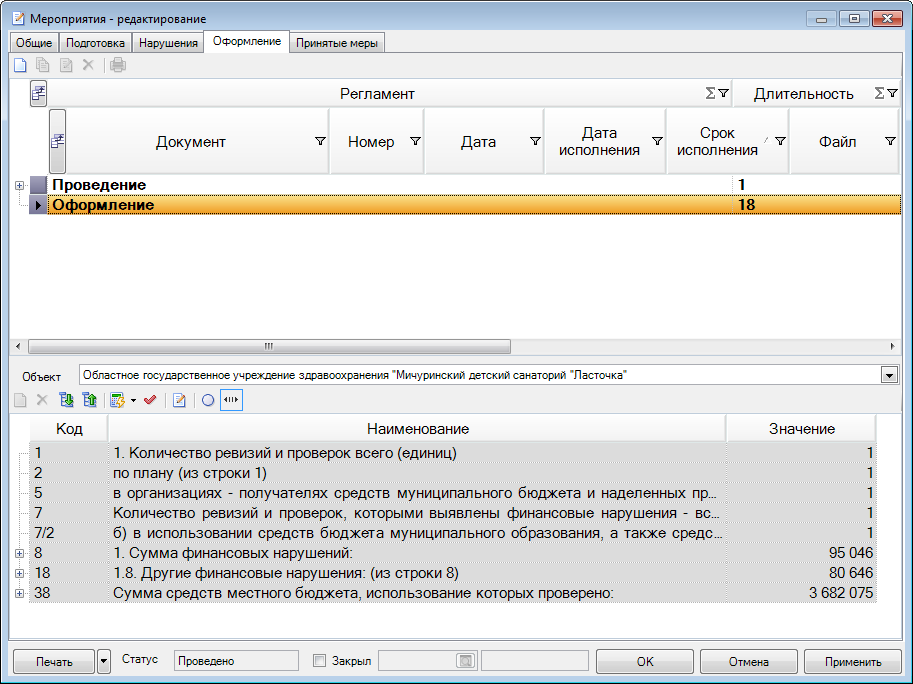 Мероприятия - редактирование
Общие Подготовка Нарушения Оформление Принятые меры
Регламент Длительность
Документ Номер Дата Дата исполнения Срок исполнения Файл
Проведение 1
Оформление 18
Объект Областное государственное учреждение здравоохранения "Мичуринский детский санаторий "Ласточка"
Код Наименование Значение
1 1. Количество ревизий и проверок всего (единиц) 1
2 по плану (из строки 1) 1
5 в организациях - получателях средств муниципального бюджета и наделенных пр... 1
7 Количество ревизий и проверок, которыми выявлены финансовые нарушения - вс... 1
7/2 б) в использовании средств бюджета муниципального образования, а также средс... 1
8 1. Сумма финансовых нарушений: 95 046
18 1.8. Другие финансовые нарушения: (из строки 8) 80 646
38 Сумма средств местного бюджета, использование которых проверено: 3 682 075
Печать Статус Проведено Закрыл ОК Отмена Применить